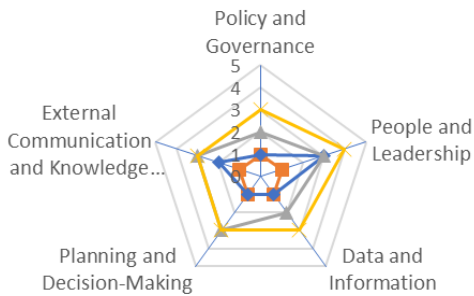 Policy and
Governance
5
4
3
2
1
0
External
Communication
and Knowledge
...
People and
Leadership
Planning and
Decision-Making
Data and
Information